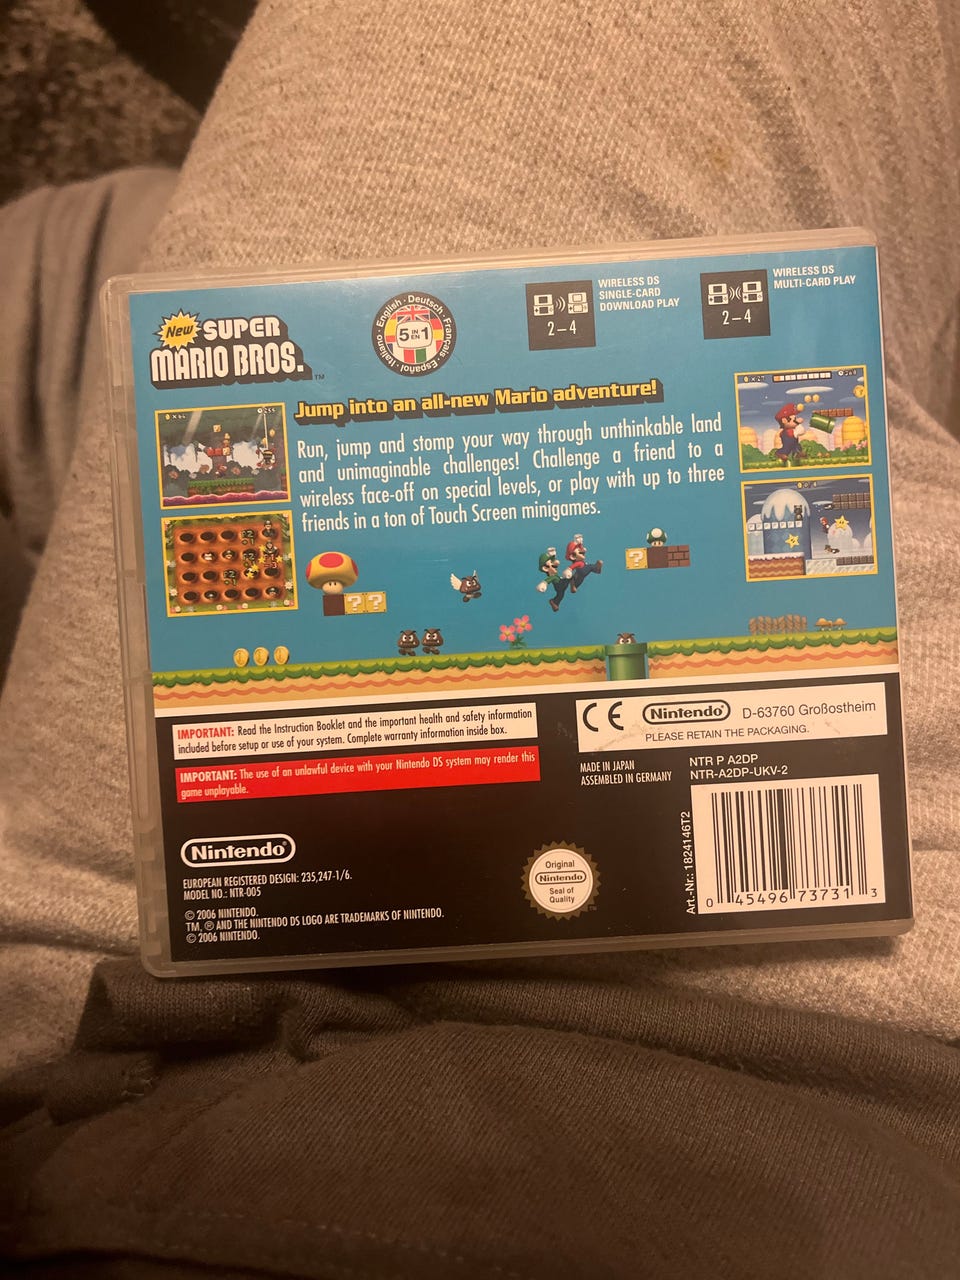 New SUPER
MARIO BROS.™
English · Deutsch · Français · Español · Italiano ·
5 IN EN 1
WIRELESS DS
SINGLE-CARD
DOWNLOAD PLAY
2–4
WIRELESS DS
MULTI-CARD PLAY
2–4
Jump into an all-new Mario adventure!
Run, jump and stomp your way through unthinkable land
and unimaginable challenges! Challenge a friend to a
wireless face-off on special levels, or play with up to three
friends in a ton of Touch Screen minigames.
IMPORTANT: Read the Instruction Booklet and the important health and safety information
included before setup or use of your system. Complete warranty information inside box.
IMPORTANT: The use of an unlawful device with your Nintendo DS system may render this
game unplayable.
CE Nintendo® D-63760 Großostheim
PLEASE RETAIN THE PACKAGING.
MADE IN JAPAN
ASSEMBLED IN GERMANY
NTR P A2DP
NTR-A2DP-UKV-2
Art.-Nr.: 1824146T2
0 45496 73731 3
Nintendo®
EUROPEAN REGISTERED DESIGN: 235,247-1/6.
MODEL NO.: NTR-005
© 2006 NINTENDO.
TM, ® AND THE NINTENDO DS LOGO ARE TRADEMARKS OF NINTENDO.
© 2006 NINTENDO.
Original
Nintendo
Seal of
Quality